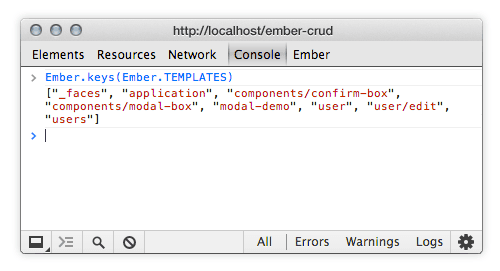 http://localhost/ember-crud
Elements Resources Network Console Ember
> Ember.keys(Ember.TEMPLATES)
["_faces", "application", "components/confirm-box",
"components/modal-box", "modal-demo", "user", "user/edit",
"users"]
>
All Errors Warnings Logs